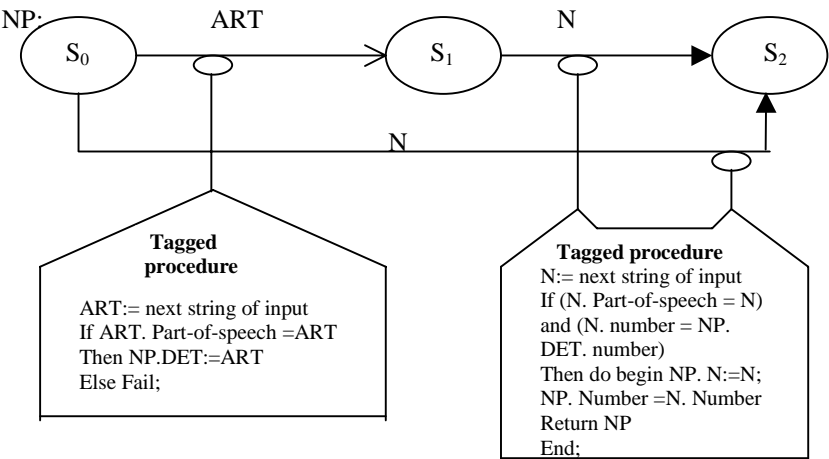 NP:
ART
N
S₀
S₁
S₂
N
Tagged
procedure
ART:= next string of input
If ART. Part-of-speech =ART
Then NP.DET:=ART
Else Fail;
Tagged procedure
N:= next string of input
If (N. Part-of-speech = N)
and (N. number = NP.
DET. number)
Then do begin NP. N:=N;
NP. Number =N. Number
Return NP
End;